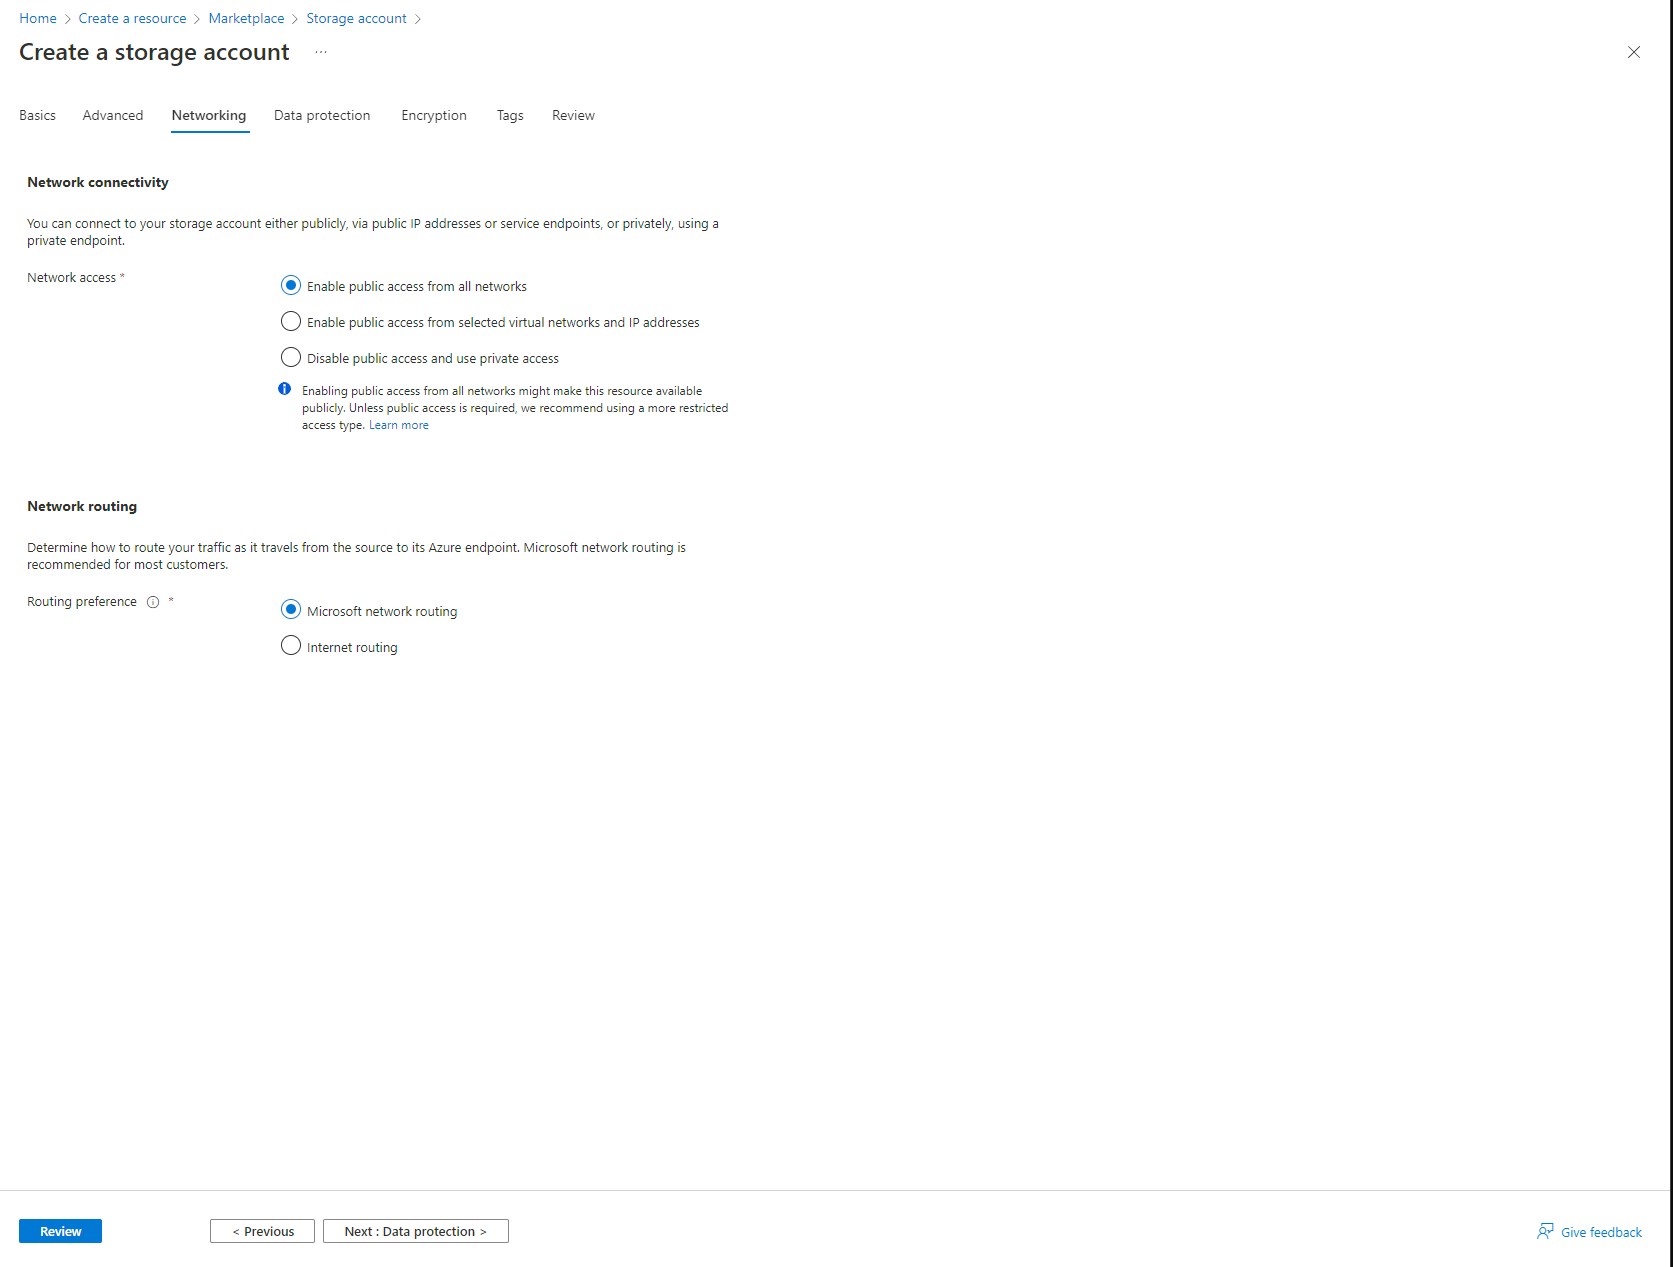 Home > Create a resource > Marketplace > Storage account >
Create a storage account ...
Basics Advanced Networking Data protection Encryption Tags Review
Network connectivity
You can connect to your storage account either publicly, via public IP addresses or service endpoints, or privately, using a
private endpoint.
Network access *
Enable public access from all networks
Enable public access from selected virtual networks and IP addresses
Disable public access and use private access
Enabling public access from all networks might make this resource available
publicly. Unless public access is required, we recommend using a more restricted
access type. Learn more
Network routing
Determine how to route your traffic as it travels from the source to its Azure endpoint. Microsoft network routing is
recommended for most customers.
Routing preference *
Microsoft network routing
Internet routing
Review < Previous Next : Data protection > Give feedback